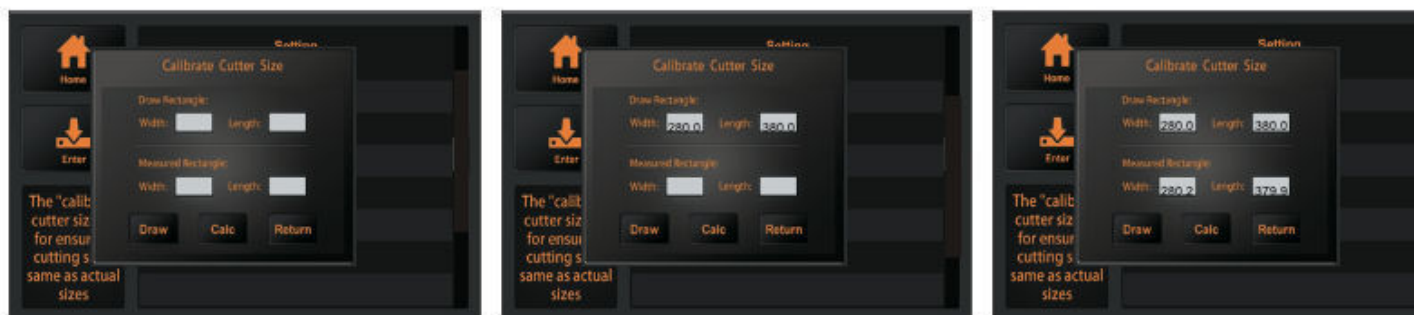 Setting
Home
Calibrate Cutter Size
Draw Rectangle:
Width: Length:
Enter
Measured Rectangle:
Width: Length:
The "calib
cutter siz
for ensur
cutting s
same as actual
sizes
Draw Calc Return
Setting
Home
Calibrate Cutter Size
Draw Rectangle:
Width: 280.0 Length: 380.0
Enter
Measured Rectangle:
Width: Length:
The "calib
cutter siz
for ensur
cutting s
same as actual
sizes
Draw Calc Return
Setting
Home
Calibrate Cutter Size
Draw Rectangle:
Width: 280.0 Length: 380.0
Enter
Measured Rectangle:
Width: 280.2 Length: 379.9
The "calib
cutter siz
for ensur
cutting s
same as actual
sizes
Draw Calc Return